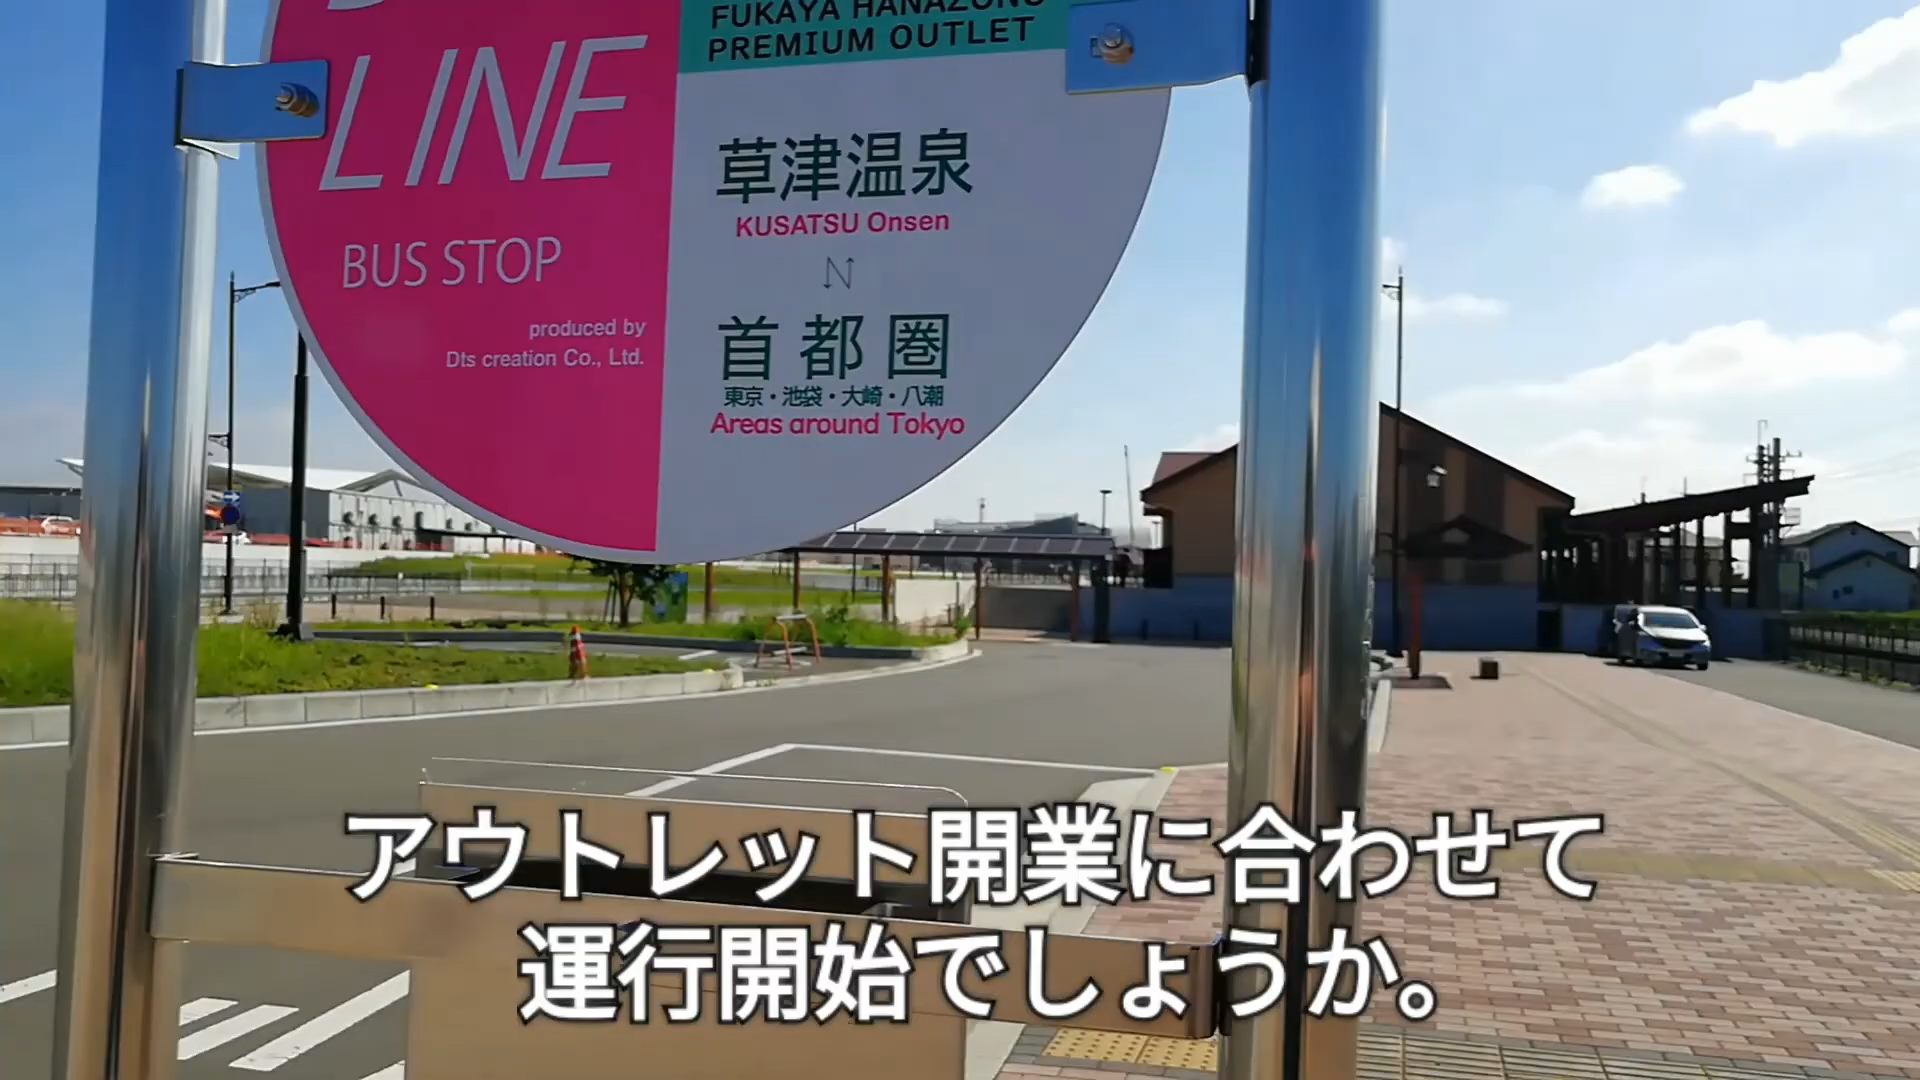 LINE
BUS STOP
produced by
Dts creation Co., Ltd.
FUKAYA HANAZONO
PREMIUM OUTLET
草津温泉
KUSATSU Onsen
首都圏
東京・池袋・大崎・八潮
Areas around Tokyo
アウトレット開業に合わせて
運行開始でしょうか。